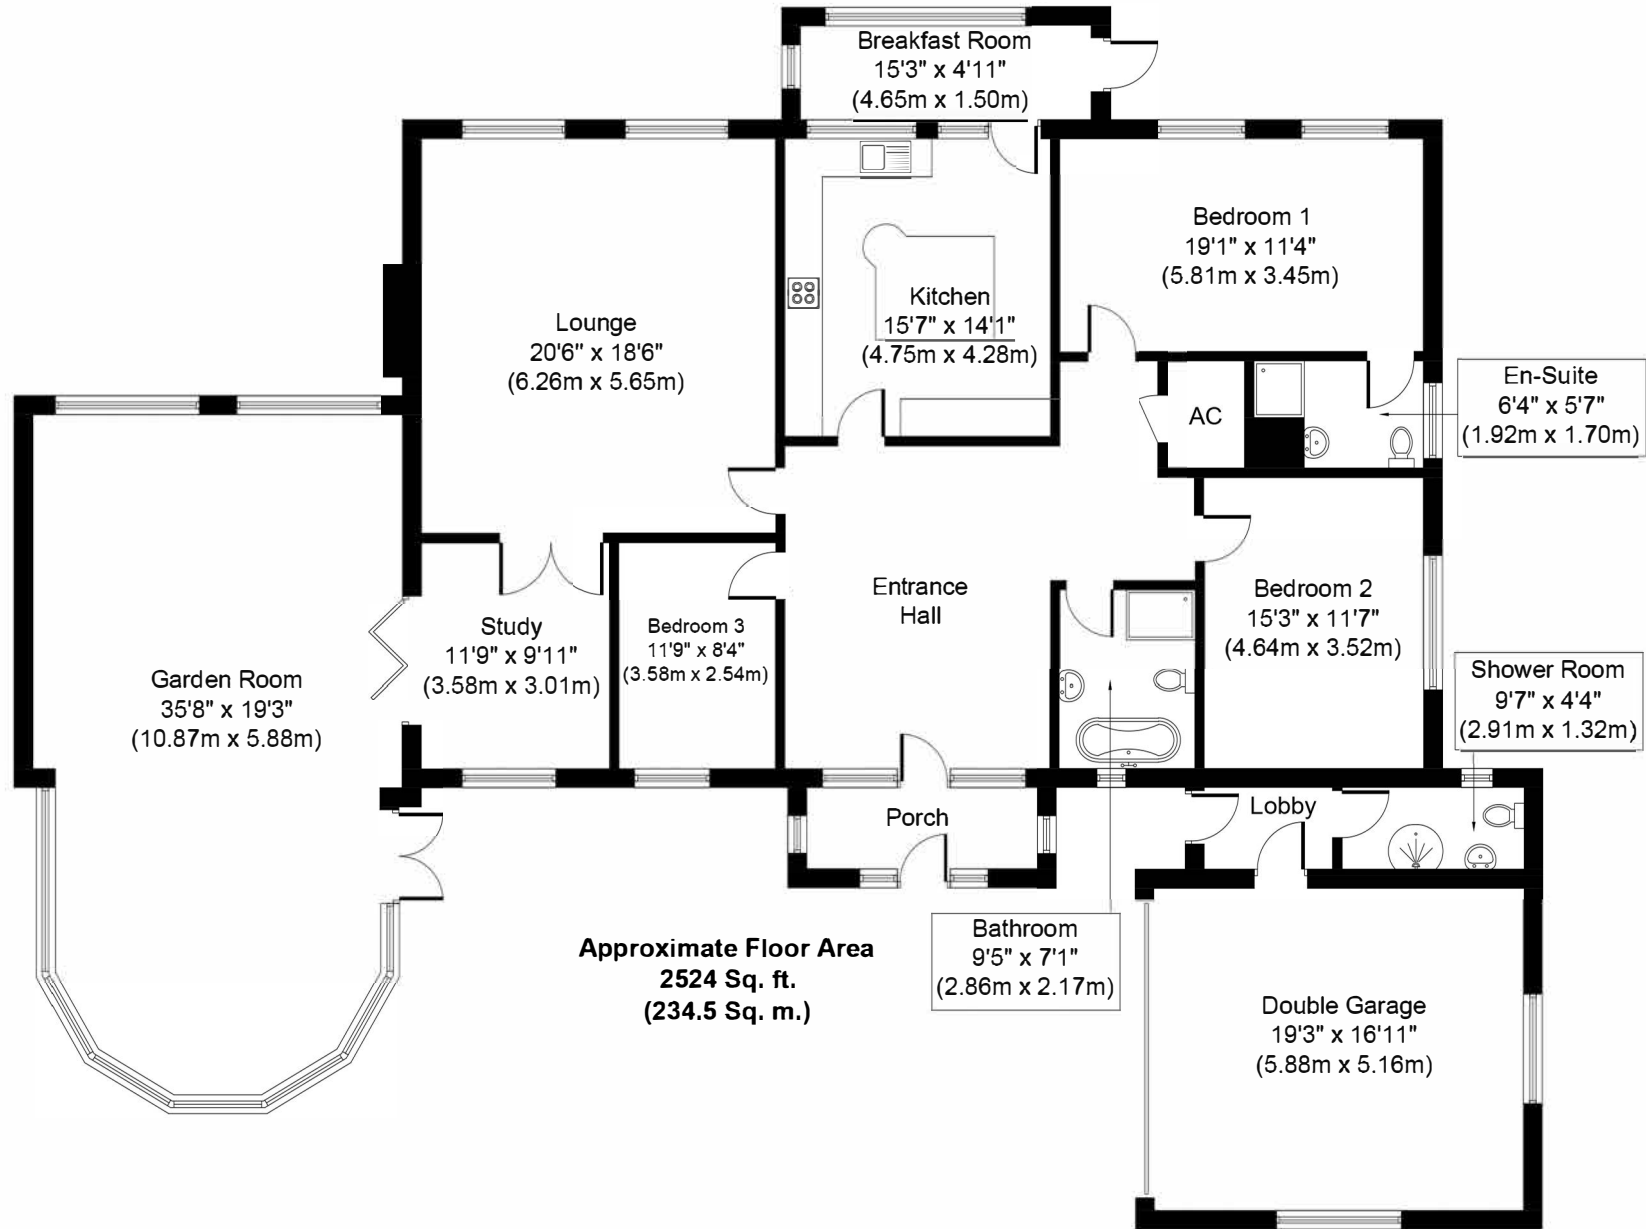 Breakfast Room
15'3" x 4'11"
(4.65m x 1.50m)
Bedroom 1
19'1" x 11'4"
(5.81m x 3.45m)
Kitchen
15'7" x 14'1"
(4.75m x 4.28m)
Lounge
20'6" x 18'6"
(6.26m x 5.65m)
En-Suite
6'4" x 5'7"
(1.92m x 1.70m)
AC
Entrance
Hall
Bedroom 2
15'3" x 11'7"
(4.64m x 3.52m)
Study
11'9" x 9'11"
(3.58m x 3.01m)
Bedroom 3
11'9" x 8'4"
(3.58m x 2.54m)
Garden Room
35'8" x 19'3"
(10.87m x 5.88m)
Shower Room
9'7" x 4'4"
(2.91m x 1.32m)
Porch
Lobby
Bathroom
9'5" x 7'1"
(2.86m x 2.17m)
Approximate Floor Area
2524 Sq. ft.
(234.5 Sq. m.)
Double Garage
19'3" x 16'11"
(5.88m x 5.16m)